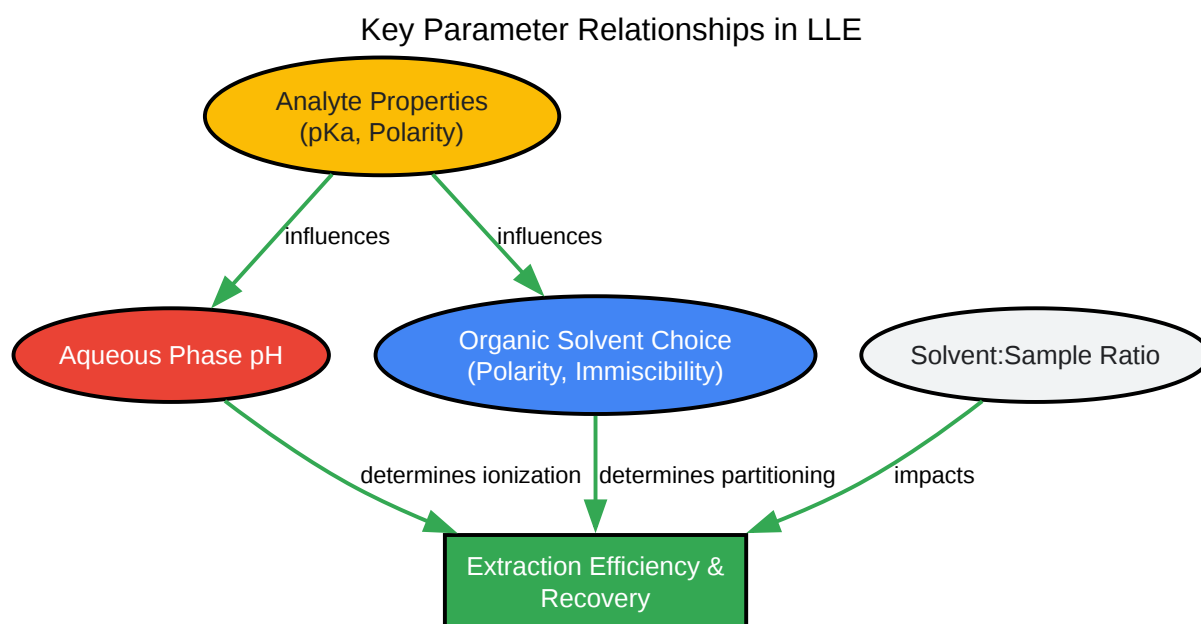 Key Parameter Relationships in LLE
Analyte Properties
(pKa, Polarity)
influences
influences
Aqueous Phase pH
Organic Solvent Choice
(Polarity, Immiscibility)
Solvent:Sample Ratio
determines ionization
determines partitioning
impacts
Extraction Efficiency &
Recovery